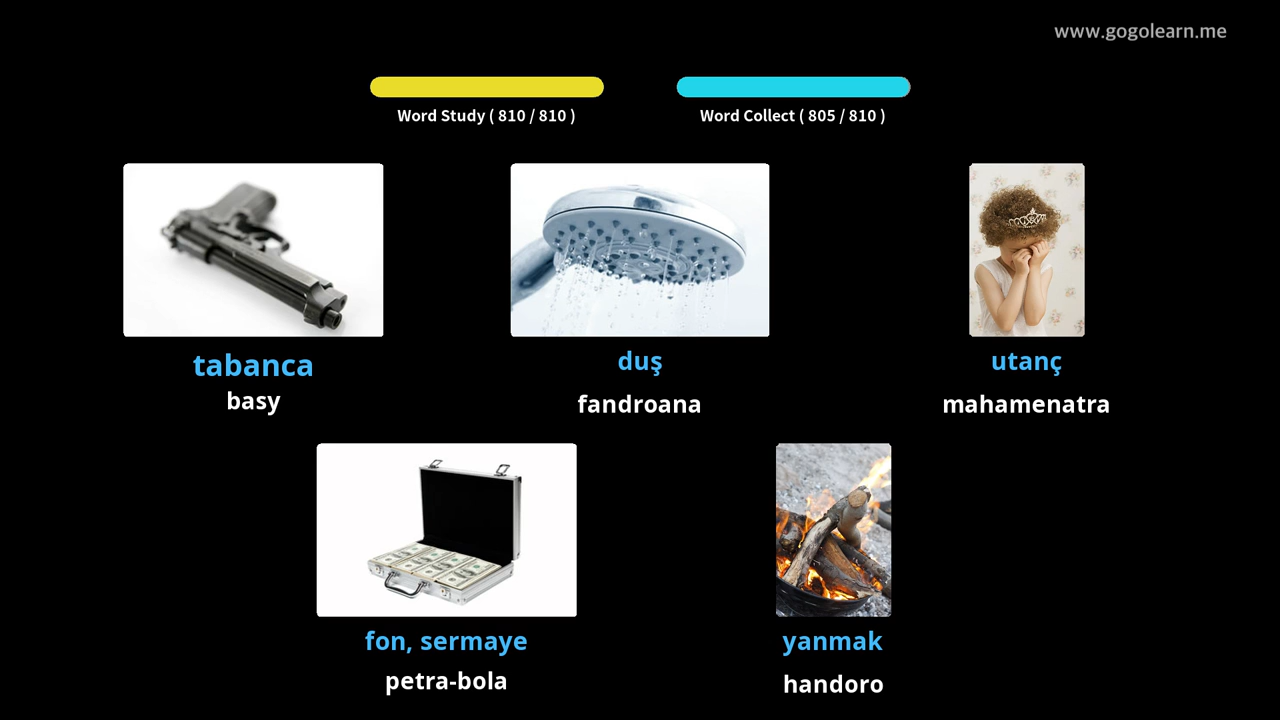 www.gogolearn.me
Word Study ( 810 / 810 )
Word Collect ( 805 / 810 )
tabanca
basy
duş
fandroana
utanç
mahamenatra
fon, sermaye
petra-bola
yanmak
handoro